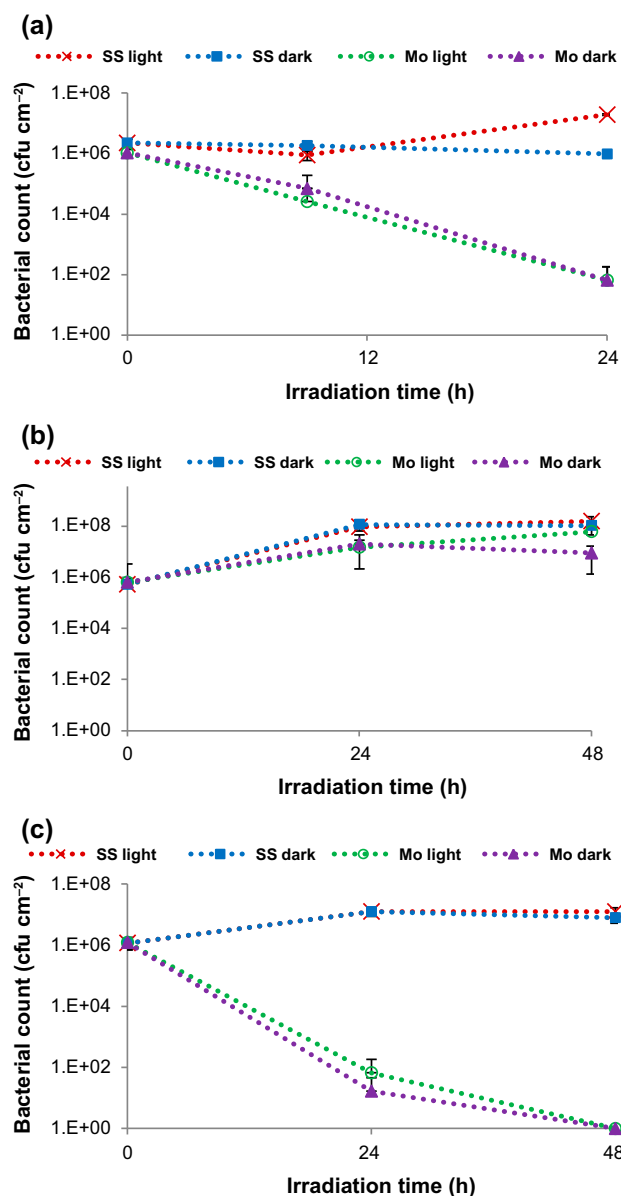 (a)
SS light SS dark Mo light Mo dark
Bacterial count (cfu cm−2)
1.E+08
1.E+06
1.E+04
1.E+02
1.E+00
0 12 24
Irradiation time (h)
(b)
SS light SS dark Mo light Mo dark
Bacterial count (cfu cm−2)
1.E+08
1.E+06
1.E+04
1.E+02
1.E+00
0 24 48
Irradiation time (h)
(c)
SS light SS dark Mo light Mo dark
Bacterial count (cfu cm−2)
1.E+08
1.E+06
1.E+04
1.E+02
1.E+00
0 24 48
Irradiation time (h)